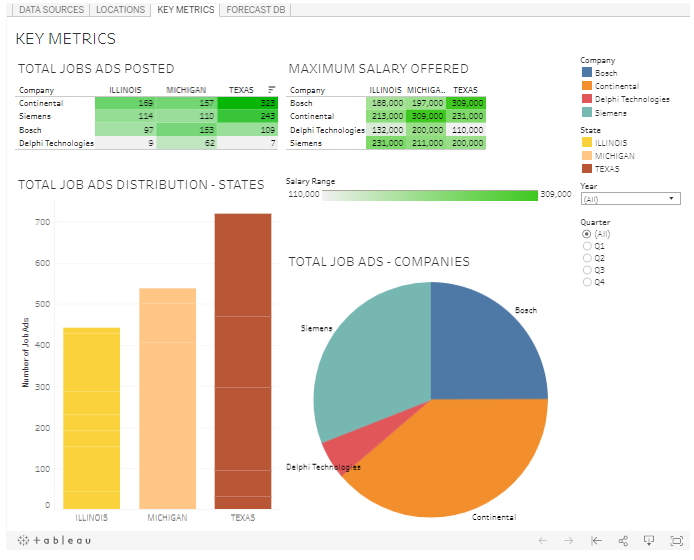 DATA SOURCES LOCATIONS KEY METRICS FORECAST DB
KEY METRICS
TOTAL JOBS ADS POSTED
Company ILLINOIS MICHIGAN TEXAS
Continental 169 157 323
Siemens 114 110 243
Bosch 97 153 109
Delphi Technologies 9 62 7
MAXIMUM SALARY OFFERED
Company ILLINOIS MICHIGA.. TEXAS
Bosch 188,000 197,000 309,000
Continental 213,000 309,000 231,000
Delphi Technologies 132,000 200,000 110,000
Siemens 231,000 211,000 200,000
Company
Bosch
Continental
Delphi Technologies
Siemens
State
ILLINOIS
MICHIGAN
TEXAS
Year
(All)
Quarter
(All)
Q1
Q2
Q3
Q4
TOTAL JOB ADS DISTRIBUTION - STATES
Number of Job Ads
700
600
500
400
300
200
100
0
ILLINOIS MICHIGAN TEXAS
Salary Range
110,000 309,000
TOTAL JOB ADS - COMPANIES
Bosch
Siemens
Delphi Technologies
Continental
+ableau